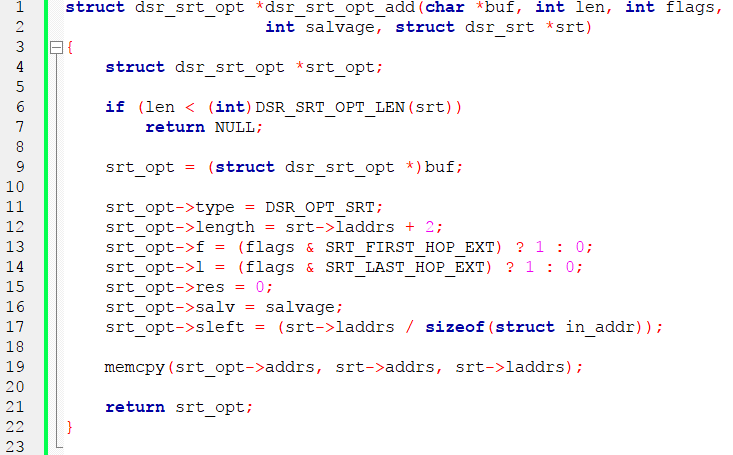 1 struct dsr_srt_opt *dsr_srt_opt_add(char *buf, int len, int flags,
2 int salvage, struct dsr_srt *srt)
3 {
4 struct dsr_srt_opt *srt_opt;
5
6 if (len < (int)DSR_SRT_OPT_LEN(srt))
7 return NULL;
8
9 srt_opt = (struct dsr_srt_opt *)buf;
10
11 srt_opt->type = DSR_OPT_SRT;
12 srt_opt->length = srt->laddrs + 2;
13 srt_opt->f = (flags & SRT_FIRST_HOP_EXT) ? 1 : 0;
14 srt_opt->l = (flags & SRT_LAST_HOP_EXT) ? 1 : 0;
15 srt_opt->res = 0;
16 srt_opt->salv = salvage;
17 srt_opt->sleft = (srt->laddrs / sizeof(struct in_addr));
18
19 memcpy(srt_opt->addrs, srt->addrs, srt->laddrs);
20
21 return srt_opt;
22 }
23